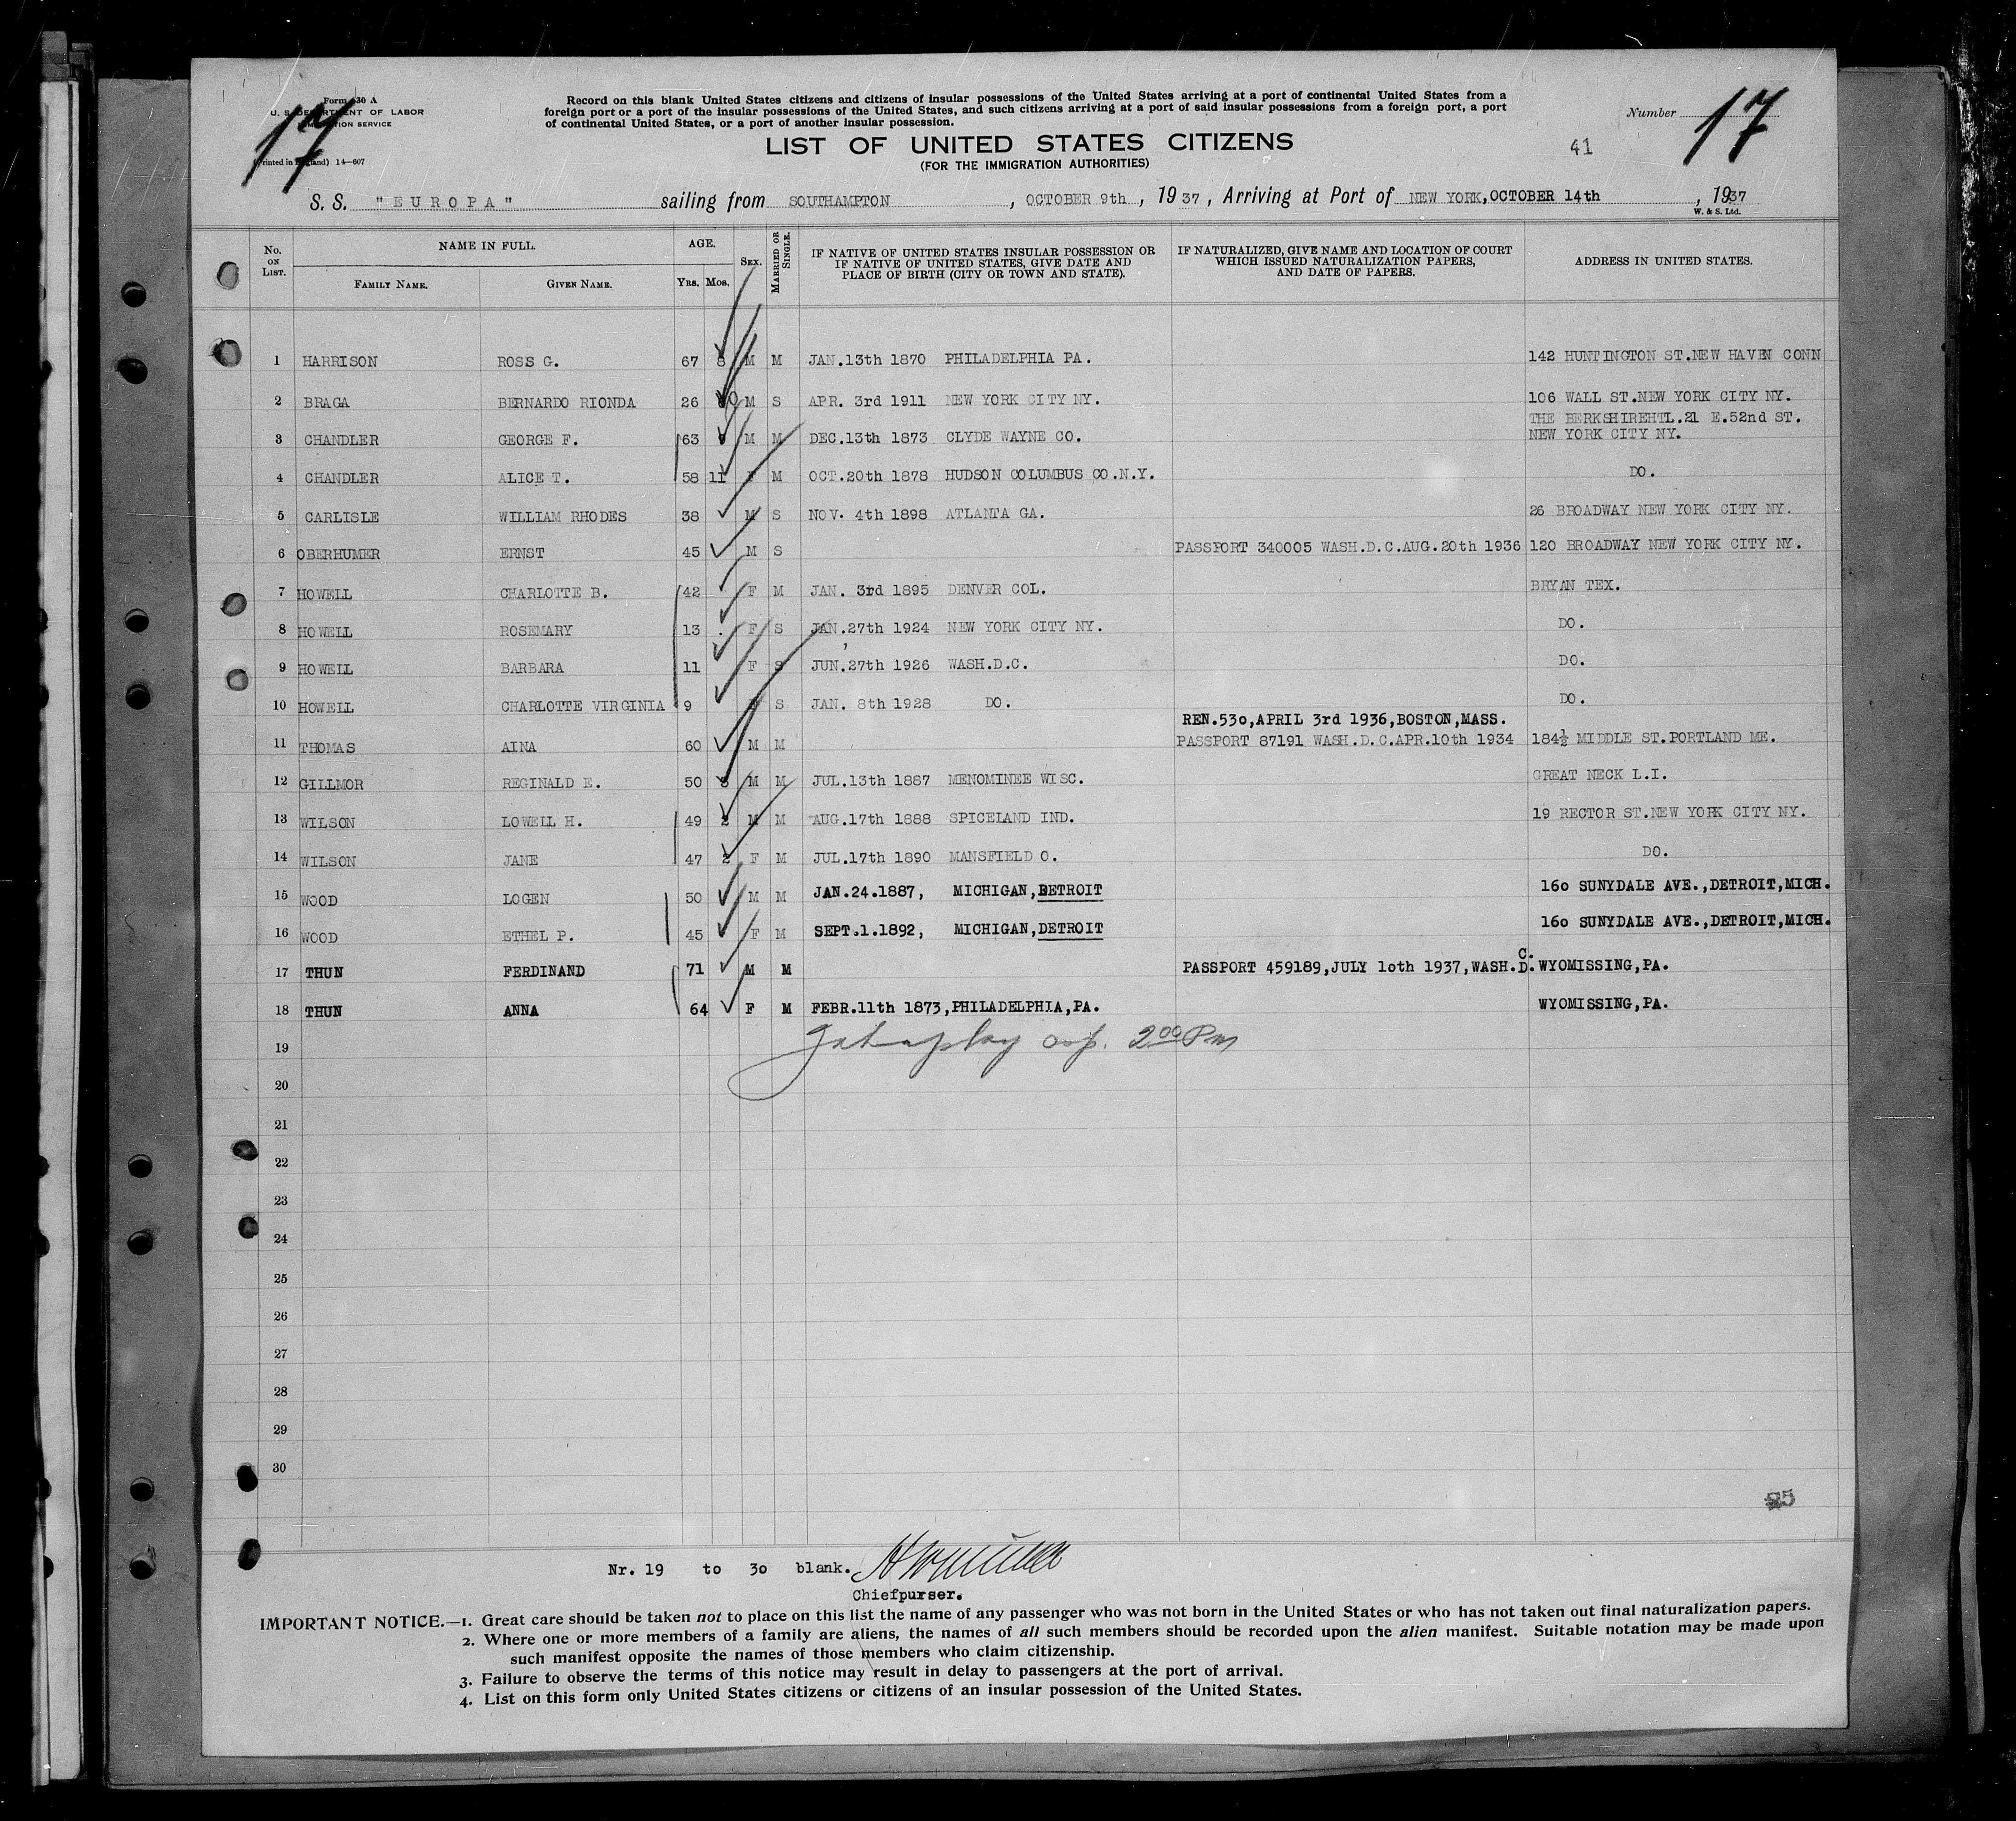 Form 630 A
U. S. DEPARTMENT OF LABOR
IMMIGRATION SERVICE
(Printed in England) 14—607
17
Record on this blank United States citizens and citizens of insular possessions of the United States arriving at a port of continental United States from a
foreign port or a port of the insular possessions of the United States, and such citizens arriving at a port of said insular possessions from a foreign port, a port
of continental United States, or a port of another insular possession.
LIST OF UNITED STATES CITIZENS
(FOR THE IMMIGRATION AUTHORITIES)
41
Number 17
S. S. "EUROPA" sailing from SOUTHAMPTON, OCTOBER 9th, 1937, Arriving at Port of NEW YORK, OCTOBER 14th, 1937
W. & S. Ltd.
No. ON LIST. NAME IN FULL. AGE. SEX. MARRIED OR SINGLE. IF NATIVE OF UNITED STATES INSULAR POSSESSION OR IF NATIVE OF UNITED STATES, GIVE DATE AND PLACE OF BIRTH (CITY OR TOWN AND STATE). IF NATURALIZED, GIVE NAME AND LOCATION OF COURT WHICH ISSUED NATURALIZATION PAPERS, AND DATE OF PAPERS. ADDRESS IN UNITED STATES.
FAMILY NAME. GIVEN NAME. YRS. MOS.
1 HARRISON ROSS G. 67 8 M M JAN.13th 1870 PHILADELPHIA PA. 142 HUNTINGTON ST.NEW HAVEN CONN
2 BRAGA BERNARDO RIONDA 26 M S APR. 3rd 1911 NEW YORK CITY NY. 106 WALL ST.NEW YORK CITY NY.
THE BERKSHIREHTL.21 E.52nd ST.
3 CHANDLER GEORGE F. 63 9 M M DEC.13th 1873 CLYDE WAYNE CO. NEW YORK CITY NY.
4 CHANDLER ALICE T. 58 11 F M OCT.20th 1878 HUDSON COLUMBUS CO.N.Y. DO.
5 CARLISLE WILLIAM RHODES 38 M S NOV. 4th 1898 ATLANTA GA. 26 BROADWAY NEW YORK CITY NY.
6 OBERHUMER ERNST 45 M S PASSPORT 340005 WASH.D.C.AUG.20th 1936 120 BROADWAY NEW YORK CITY NY.
7 HOWELL CHARLOTTE B. 42 F M JAN. 3rd 1895 DENVER COL. BRYAN TEX.
8 HOWELL ROSEMARY 13 F S JAN.27th 1924 NEW YORK CITY NY. DO.
9 HOWELL BARBARA 11 F S JUN.27th 1926 WASH.D.C. DO.
10 HOWELL CHARLOTTE VIRGINIA 9 F S JAN. 8th 1928 DO. DO.
REN.530,APRIL 3rd 1936,BOSTON,MASS.
11 THOMAS AINA 60 M M PASSPORT 87191 WASH.D.C.APR.10th 1934 184½ MIDDLE ST.PORTLAND ME.
12 GILLMOR REGINALD E. 50 3 M M JUL.13th 1887 MENOMINEE WISC. GREAT NECK L.I.
13 WILSON LOWELL H. 49 2 M M AUG.17th 1888 SPICELAND IND. 19 RECTOR ST.NEW YORK CITY NY.
14 WILSON JANE 47 2 F M JUL.17th 1890 MANSFIELD O. DO.
15 WOOD LOGEN 50 M M JAN.24.1887, MICHIGAN,DETROIT 160 SUNYDALE AVE.,DETROIT,MICH.
16 WOOD ETHEL P. 45 F M SEPT.1.1892, MICHIGAN,DETROIT 160 SUNYDALE AVE.,DETROIT,MICH.
17 THUN FERDINAND 71 M M PASSPORT 459189,JULY 10th 1937,WASH.D.C. WYOMISSING,PA.
18 THUN ANNA 64 F M FEBR.11th 1873,PHILADELPHIA,PA. WYOMISSING,PA.
19 2 00 Pm
20
21
22
23
24
25
26
27
28
29
30
25
Nr. 19 to 30 blank.
Chiefpurser.
IMPORTANT NOTICE.—1. Great care should be taken not to place on this list the name of any passenger who was not born in the United States or who has not taken out final naturalization papers.
2. Where one or more members of a family are aliens, the names of all such members should be recorded upon the alien manifest. Suitable notation may be made upon
such manifest opposite the names of those members who claim citizenship.
3. Failure to observe the terms of this notice may result in delay to passengers at the port of arrival.
4. List on this form only United States citizens or citizens of an insular possession of the United States.